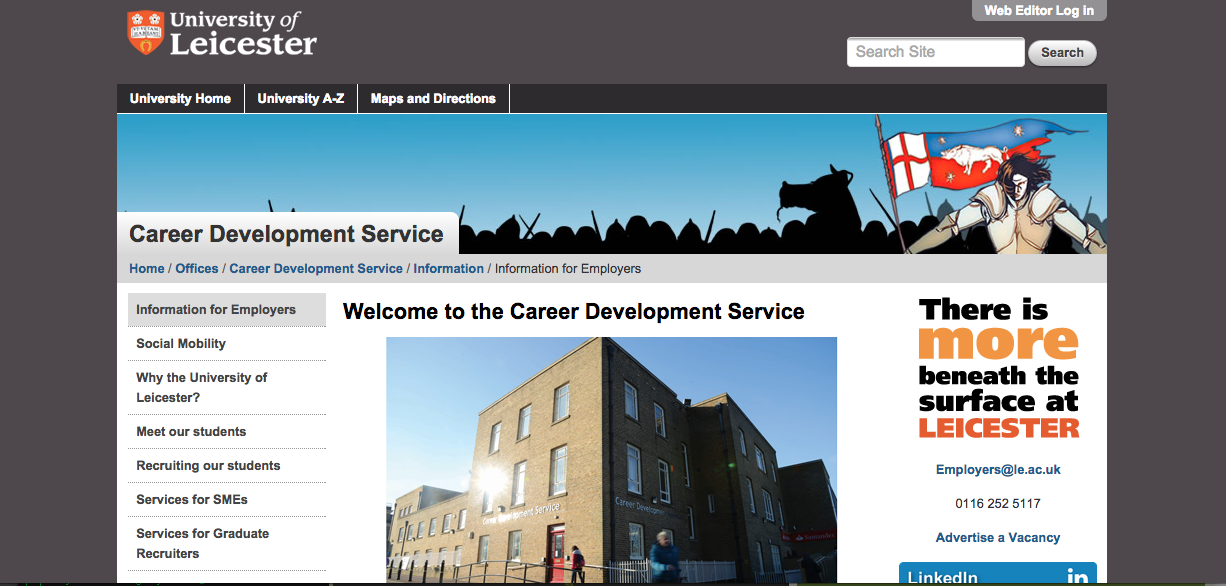 Web Editor Log in
University of
Leicester
Search Site
Search
University Home
University A-Z
Maps and Directions
Career Development Service
Home / Offices / Career Development Service / Information / Information for Employers
Information for Employers
Social Mobility
Why the University of
Leicester?
Meet our students
Recruiting our students
Services for SMEs
Services for Graduate
Recruiters
Welcome to the Career Development Service
Career Development Service
Career Development
There is
more
beneath the
surface at
LEICESTER
Employers@le.ac.uk
0116 252 5117
Advertise a Vacancy
LinkedIn
in